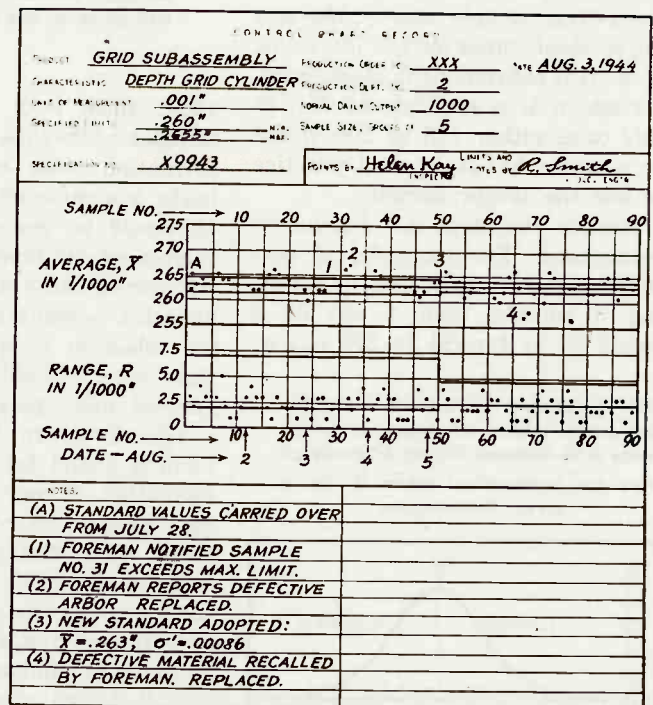 CONTROL CHART RECORD
PRODUCT GRID SUBASSEMBLY PRODUCTION ORDER NO. XXX DATE AUG. 3, 1944
CHARACTERISTIC DEPTH GRID CYLINDER PRODUCTION DEPT. NO. 2
UNIT OF MEASUREMENT .001" NORMAL DAILY OUTPUT 1000
SPECIFIED LIMITS .260" MIN. SAMPLE SIZE, GROUPS OF 5
.2655" MAX.
SPECIFICATION NO. X9943 POINTS BY Helen Kay LIMITS AND NOTES BY R. Smith
SAMPLE NO. 10 20 30 40 50 60 70 80 90
275
270
AVERAGE, X̄
IN 1/1000"
265
260
255
A 1 2 3 4
7.5
RANGE, R
IN 1/1000"
5.0
2.5
0
SAMPLE NO. 10 20 30 40 50 60 70 80 90
DATE—AUG. 2 3 4 5
NOTES:
(A) STANDARD VALUES CARRIED OVER
FROM JULY 28.
(1) FOREMAN NOTIFIED SAMPLE
NO. 31 EXCEEDS MAX. LIMIT.
(2) FOREMAN REPORTS DEFECTIVE
ARBOR REPLACED.
(3) NEW STANDARD ADOPTED:
X̄=.263", σ'=.00086
(4) DEFECTIVE MATERIAL RECALLED
BY FOREMAN. REPLACED.